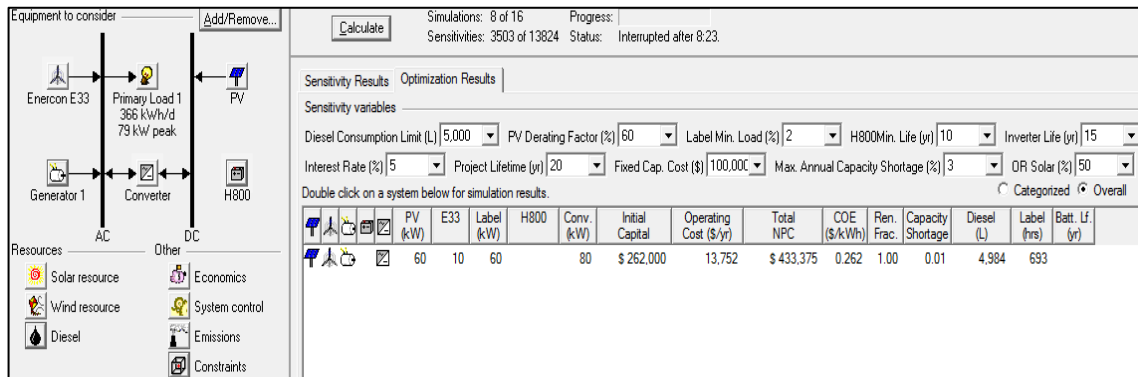 Equipment to consider Add/Remove...
Enercon E33
Primary Load 1
366 kWh/d
79 kW peak
PV
Generator 1
Converter
H800
AC DC
Resources Other
Solar resource Economics
Wind resource System control
Diesel Emissions
Constraints
Calculate
Simulations: 8 of 16 Progress:
Sensitivities: 3503 of 13824 Status: Interrupted after 8:23.
Sensitivity Results Optimization Results
Sensitivity variables
Diesel Consumption Limit (L) 5,000 PV Derating Factor (%) 60 Label Min. Load (%) 2 H800Min. Life (yr) 10 Inverter Life (yr) 15
Interest Rate (%) 5 Project Lifetime (yr) 20 Fixed Cap. Cost ($) 100,000 Max. Annual Capacity Shortage (%) 3 OR Solar (%) 50
Double click on a system below for simulation results. Categorized Overall
PV (kW) E33 Label (kW) H800 Conv. (kW) Initial Capital Operating Cost ($/yr) Total NPC COE ($/kWh) Ren. Frac. Capacity Shortage Diesel (L) Label (hrs) Batt. Lf. (yr)
60 10 60 80 $ 262,000 13,752 $ 433,375 0.262 1.00 0.01 4,984 693